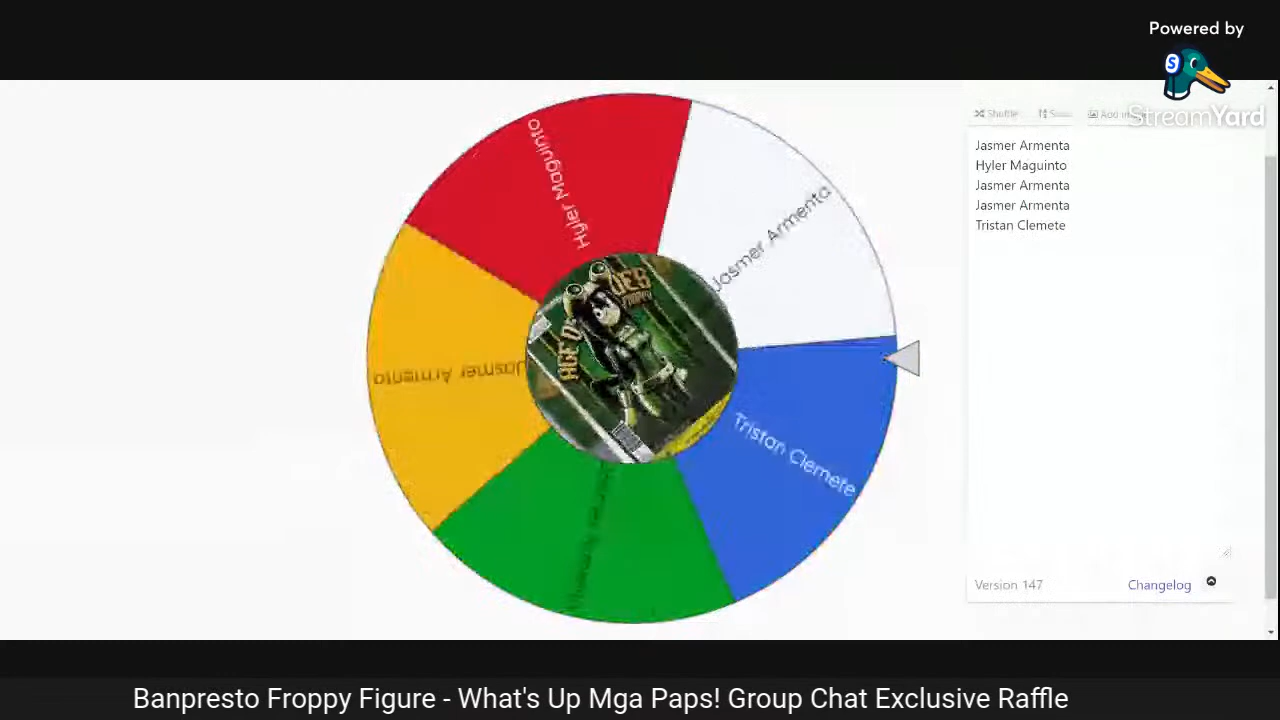 Powered by
StreamYard
Shuffle
Jasmer Armenta
Hyler Maguinto
Jasmer Armenta
Jasmer Armenta
Tristan Clemete
Hyler Maguinto
Jasmer Armenta
Jasmer Armenta
Tristan Clemete
Version 147
Changelog
Banpresto Froppy Figure - What's Up Mga Paps! Group Chat Exclusive Raffle